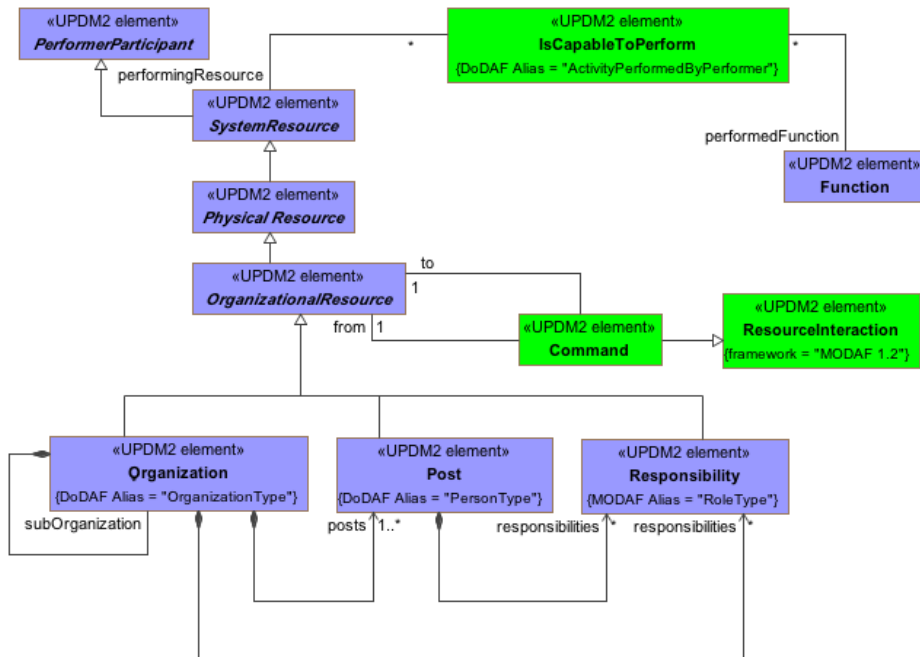 «UPDM2 element»
PerformerParticipant
«UPDM2 element»
IsCapableToPerform
{DoDAF Alias = "ActivityPerformedByPerformer"}
*
*
performingResource
«UPDM2 element»
SystemResource
performedFunction
«UPDM2 element»
Function
«UPDM2 element»
Physical Resource
«UPDM2 element»
OrganizationalResource
to
1
from
1
«UPDM2 element»
Command
«UPDM2 element»
ResourceInteraction
{framework = "MODAF 1.2"}
«UPDM2 element»
Organization
{DoDAF Alias = "OrganizationType"}
«UPDM2 element»
Post
{DoDAF Alias = "PersonType"}
«UPDM2 element»
Responsibility
{MODAF Alias = "RoleType"}
subOrganization
posts
1..*
responsibilities
*
responsibilities
*